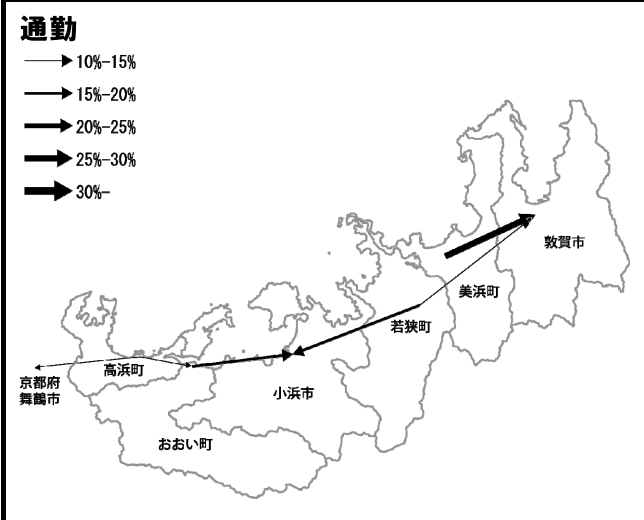 通勤
10%-15%
15%-20%
20%-25%
25%-30%
30%-
敦賀市
美浜町
若狭町
高浜町
京都府
舞鶴市
小浜市
おおい町